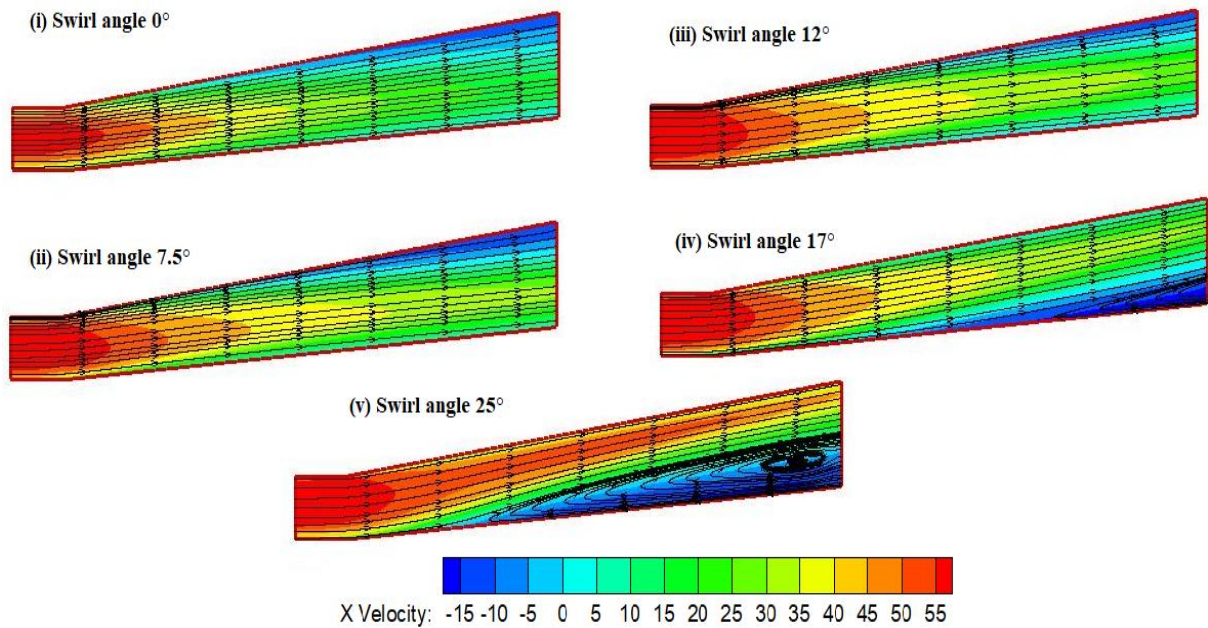 (i) Swirl angle 0°
(iii) Swirl angle 12°
(ii) Swirl angle 7.5°
(iv) Swirl angle 17°
(v) Swirl angle 25°
X Velocity: -15 -10 -5 0 5 10 15 20 25 30 35 40 45 50 55